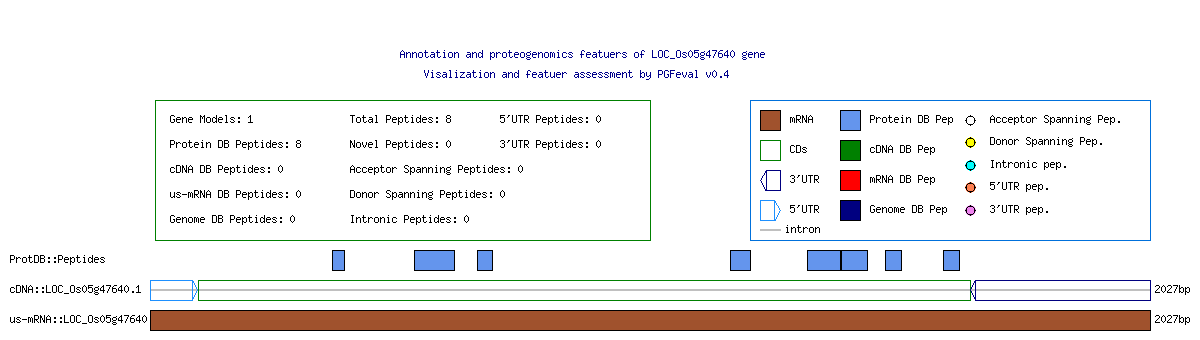 Annotation and proteogenomics featuers of LOC_Os05g47640 gene
Visalization and featuer assessment by PGFeval v0.4
Gene Models: 1
Total Peptides: 8
5'UTR Peptides: 0
Protein DB Peptides: 8
Novel Peptides: 0
3'UTR Peptides: 0
cDNA DB Peptides: 0
Acceptor Spanning Peptides: 0
us-mRNA DB Peptides: 0
Donor Spanning Peptides: 0
Genome DB Peptides: 0
Intronic Peptides: 0
mRNA
Protein DB Pep
Acceptor Spanning Pep.
CDs
cDNA DB Pep
Donor Spanning Pep.
3'UTR
mRNA DB Pep
Intronic pep.
5'UTR
Genome DB Pep
5'UTR pep.
3'UTR pep.
intron
ProtDB::Peptides
cDNA::LOC_Os05g47640.1
2027bp
us-mRNA::LOC_Os05g47640
2027bp